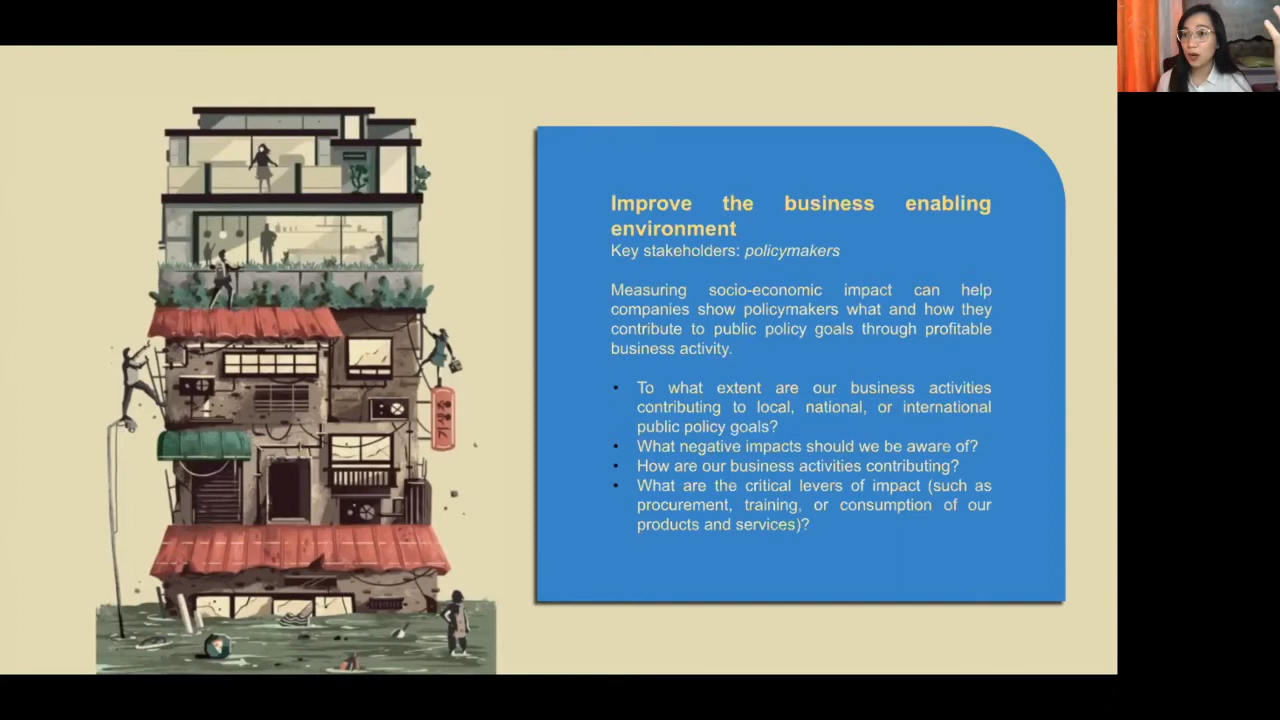 Improve the business enabling
environment
Key stakeholders: policymakers
Measuring socio-economic impact can help
companies show policymakers what and how they
contribute to public policy goals through profitable
business activity.
• To what extent are our business activities
contributing to local, national, or international
public policy goals?
• What negative impacts should we be aware of?
• How are our business activities contributing?
• What are the critical levers of impact (such as
procurement, training, or consumption of our
products and services)?
기생충